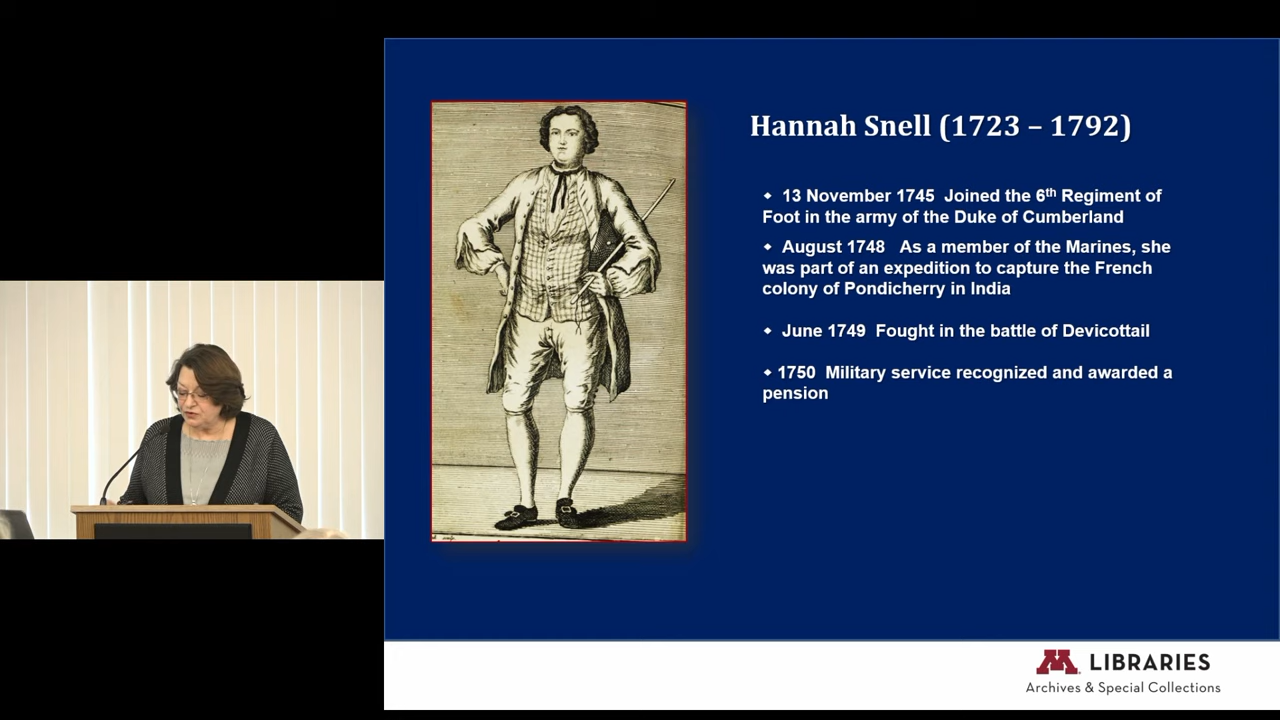 Hannah Snell (1723 – 1792)
❖ 13 November 1745 Joined the 6th Regiment of
Foot in the army of the Duke of Cumberland
❖ August 1748 As a member of the Marines, she
was part of an expedition to capture the French
colony of Pondicherry in India
❖ June 1749 Fought in the battle of Devicottail
❖ 1750 Military service recognized and awarded a
pension
M LIBRARIES
Archives & Special Collections